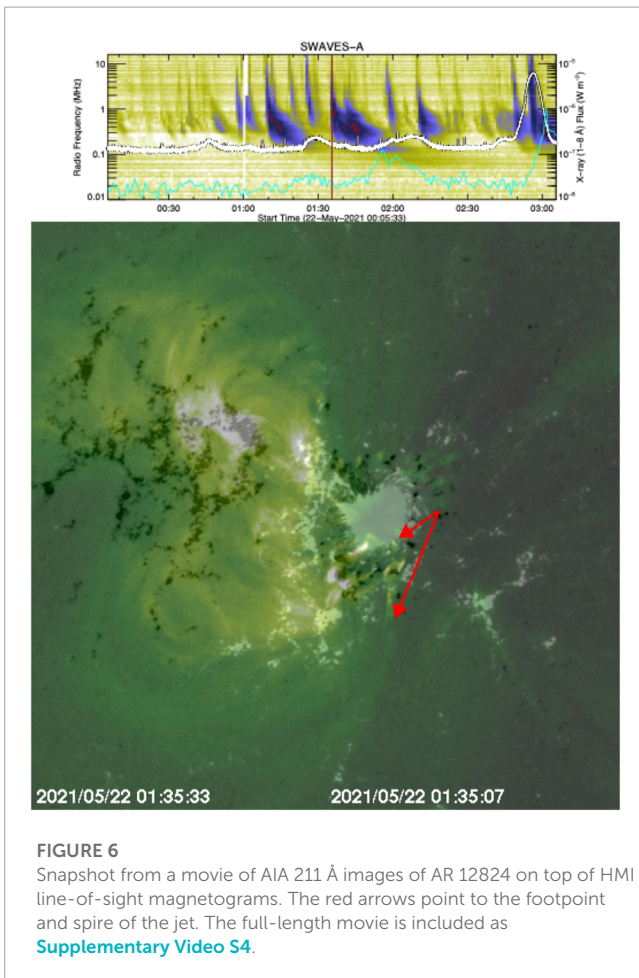 SWAVES-A
10
1
0.1
0.01
Radio Frequency (MHz)
10⁻⁵
10⁻⁶
10⁻⁷
10⁻⁸
X-ray (1-8 Å) Flux (W m⁻²)
00:30 01:00 01:30 02:00 02:30 03:00
Start Time (22-May-2021 00:05:33)
2021/05/22 01:35:33 2021/05/22 01:35:07
FIGURE 6
Snapshot from a movie of AIA 211 Å images of AR 12824 on top of HMI
line-of-sight magnetograms. The red arrows point to the footpoint
and spire of the jet. The full-length movie is included as
Supplementary Video S4.